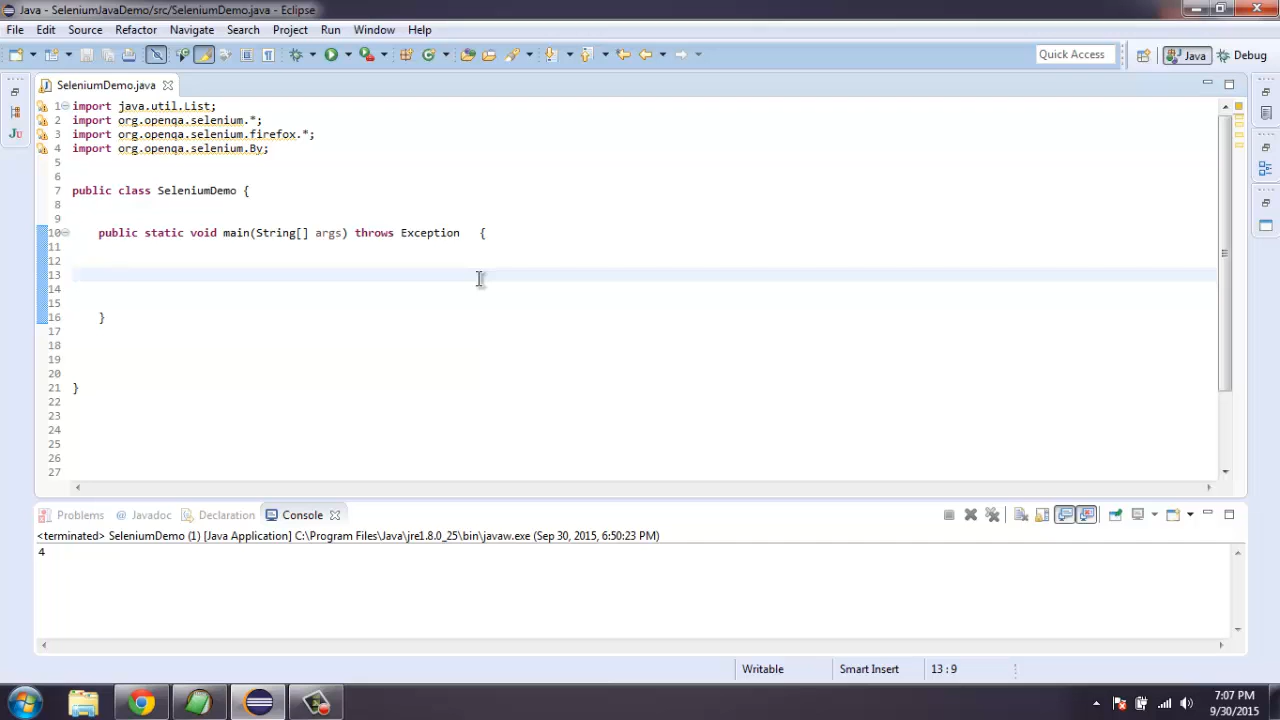 Java - SeleniumJavaDemo/src/SeleniumDemo.java - Eclipse
File Edit Source Refactor Navigate Search Project Run Window Help
Quick Access Java Debug
SeleniumDemo.java
1 import java.util.List;
2 import org.openqa.selenium.*;
3 import org.openqa.selenium.firefox.*;
4 import org.openqa.selenium.By;
5
6
7 public class SeleniumDemo {
8
9
10 public static void main(String[] args) throws Exception {
11
12
13
14
15
16 }
17
18
19
20
21 }
22
23
24
25
26
27
Problems @ Javadoc Declaration Console
<terminated> SeleniumDemo (1) [Java Application] C:\Program Files\Java\jre1.8.0_25\bin\javaw.exe (Sep 30, 2015, 6:50:23 PM)
4
Writable Smart Insert 13 : 9
7:07 PM
9/30/2015